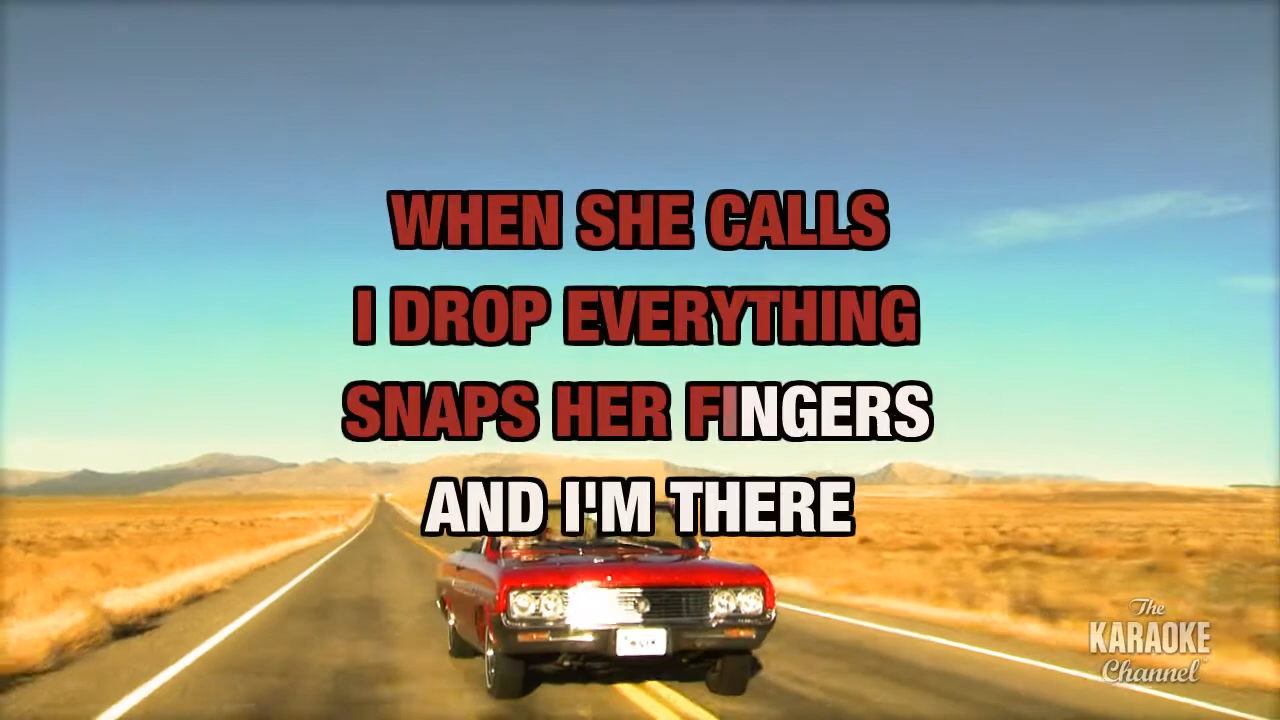 WHEN SHE CALLS
I DROP EVERYTHING
SNAPS HER FINGERS
AND I'M THERE
The
KARAOKE
Channel